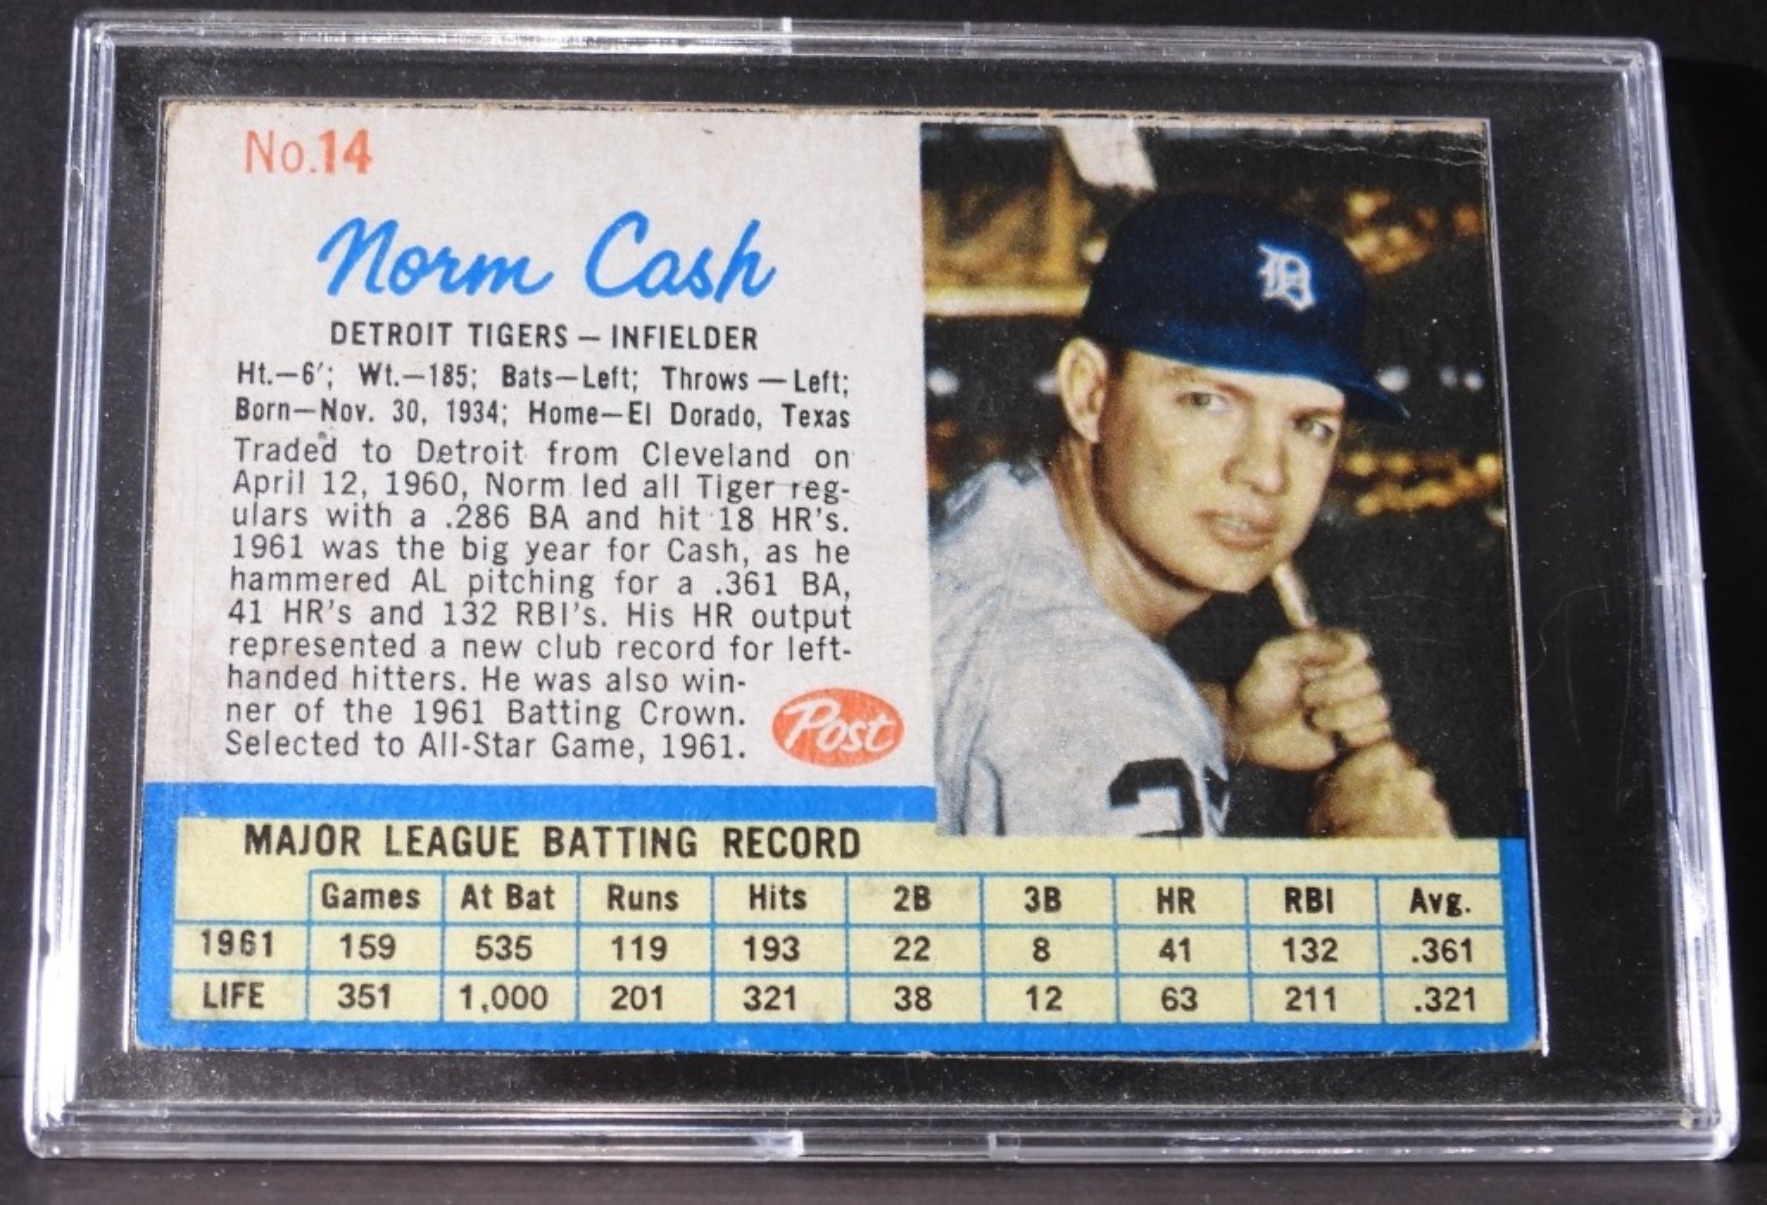 No.14
Norm Cash
DETROIT TIGERS — INFIELDER
Ht.—6'; Wt.—185; Bats—Left; Throws—Left;
Born—Nov. 30, 1934; Home—El Dorado, Texas
Traded to Detroit from Cleveland on
April 12, 1960, Norm led all Tiger reg-
ulars with a .286 BA and hit 18 HR's.
1961 was the big year for Cash, as he
hammered AL pitching for a .361 BA,
41 HR's and 132 RBI's. His HR output
represented a new club record for left-
handed hitters. He was also win-
ner of the 1961 Batting Crown.
Selected to All-Star Game, 1961.
Post
D
2
MAJOR LEAGUE BATTING RECORD
Games At Bat Runs Hits 2B 3B HR RBI Avg.
1961 159 535 119 193 22 8 41 132 .361
LIFE 351 1,000 201 321 38 12 63 211 .321